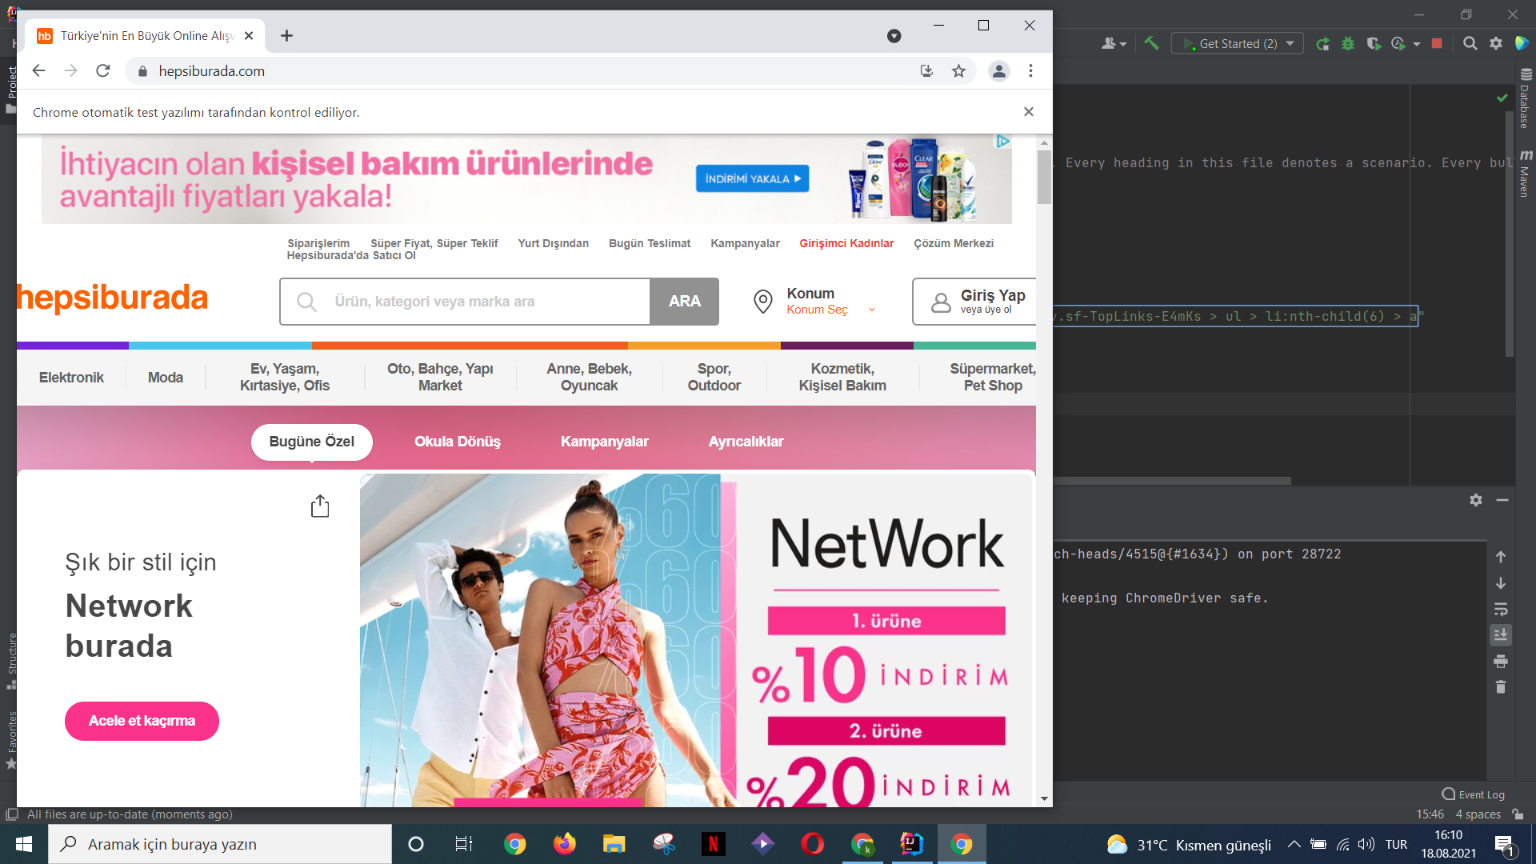 Türkiye'nin En Büyük Online Alışv
hepsiburada.com
Chrome otomatik test yazılımı tarafından kontrol ediliyor.
İhtiyacın olan kişisel bakım ürünlerinde
avantajlı fiyatları yakala!
İNDİRİMİ YAKALA
CLEAR
Siparişlerim Süper Fiyat, Süper Teklif Yurt Dışından Bugün Teslimat Kampanyalar Girişimci Kadınlar Çözüm Merkezi
Hepsiburada'da Satıcı Ol
hepsiburada
Ürün, kategori veya marka ara
ARA
Konum
Konum Seç
Giriş Yap
veya üye ol
Elektronik
Moda
Ev, Yaşam,
Kırtasiye, Ofis
Oto, Bahçe, Yapı
Market
Anne, Bebek,
Oyuncak
Spor,
Outdoor
Kozmetik,
Kişisel Bakım
Süpermarket,
Pet Shop
Bugüne Özel
Okula Dönüş
Kampanyalar
Ayrıcalıklar
Şık bir stil için
Network
burada
Acele et kaçırma
NetWork
1. ürüne
%10 İNDİRİM
2. ürüne
%20 İNDİRİM
Get Started (2)
Project
Structure
Favorites
Database
Maven
. Every heading in this file denotes a scenario. Every bul
.sf-TopLinks-E4mKs > ul > li:nth-child(6) > a"
ch-heads/4515@{#1634}) on port 28722
keeping ChromeDriver safe.
Event Log
All files are up-to-date (moments ago)
15:46 4 spaces
Aramak için buraya yazın
31°C Kısmen güneşli
TUR
16:10
18.08.2021
1